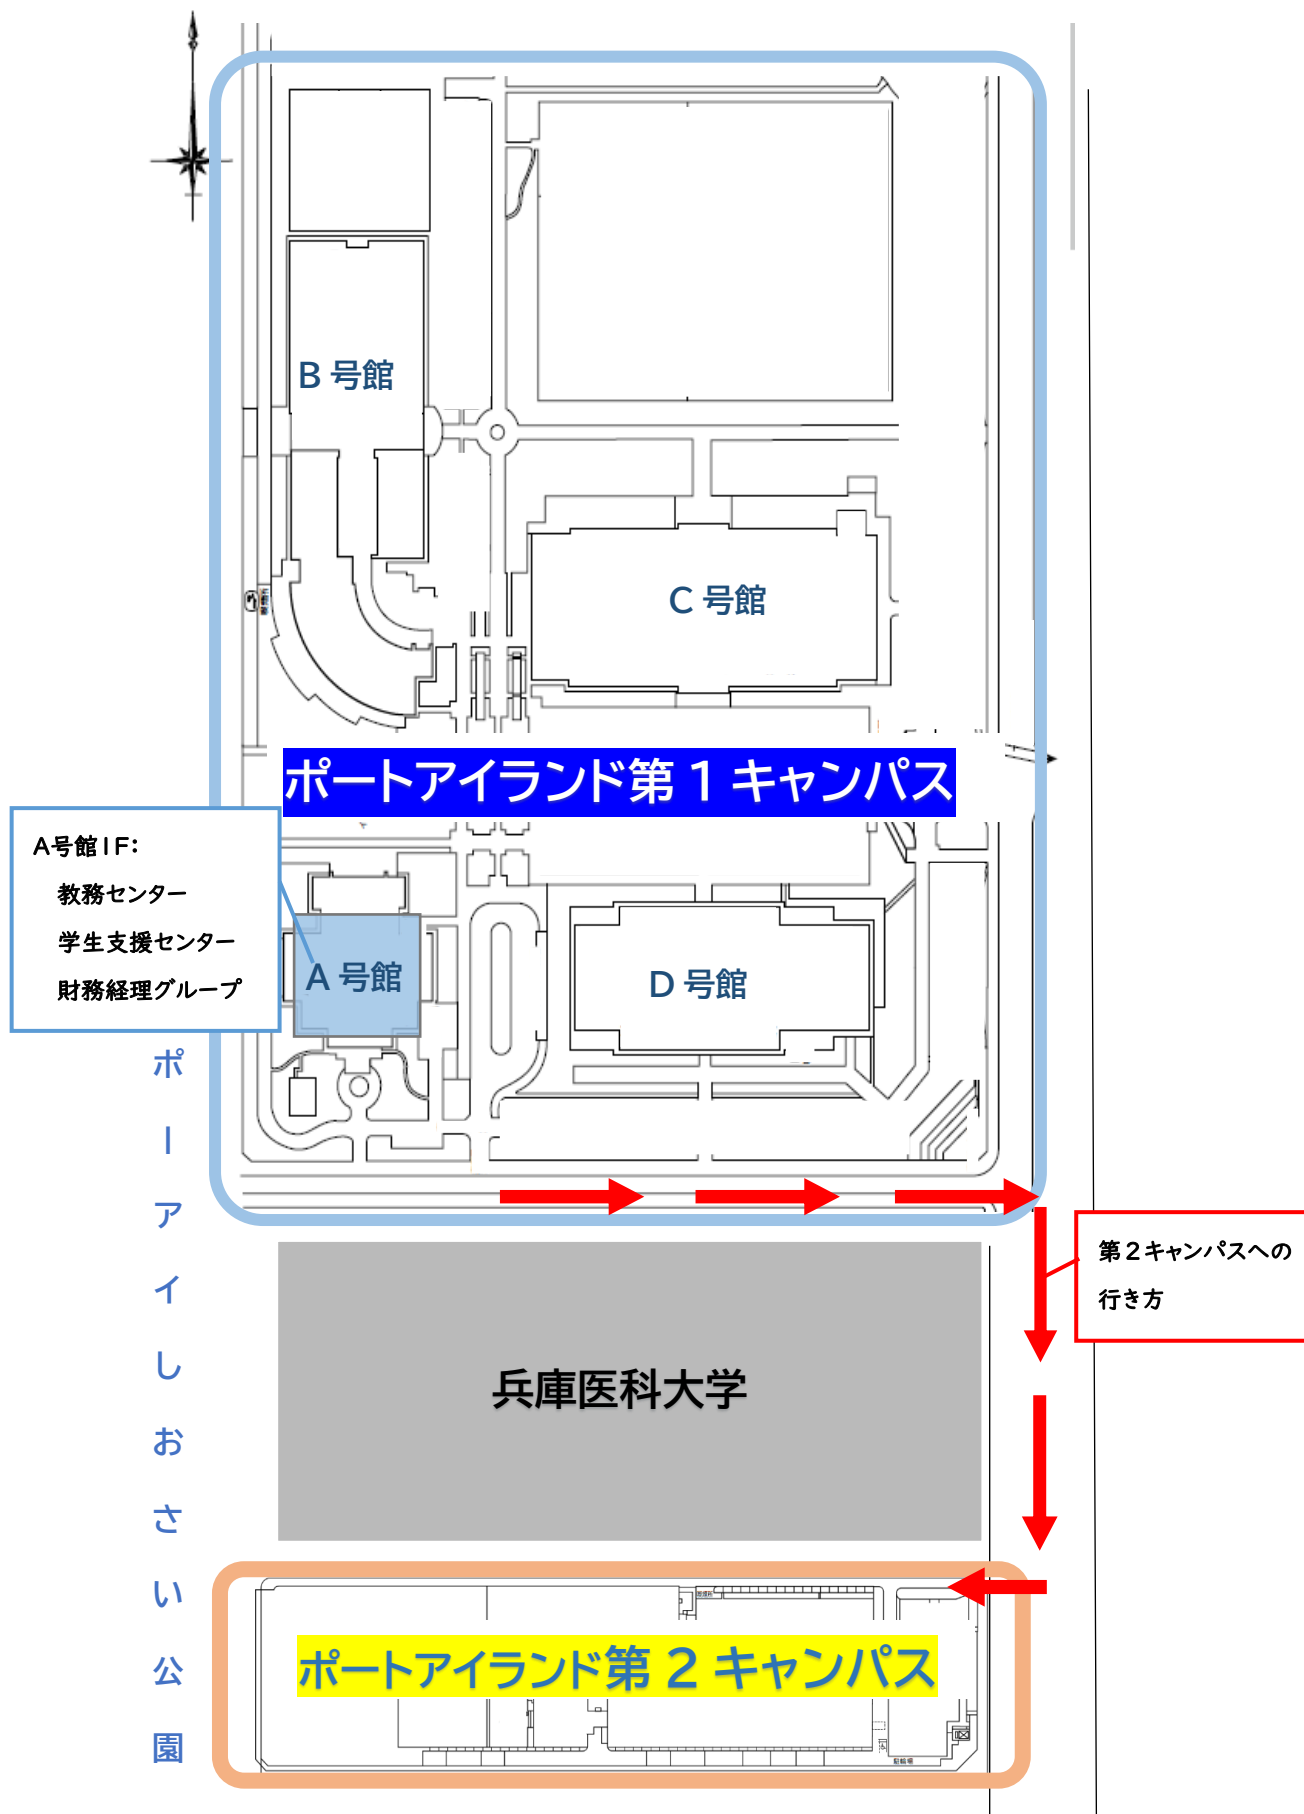 B 号館
C 号館
ポートアイランド第 1 キャンパス
A号館1F：
教務センター
学生支援センター
財務経理グループ
A 号館
D 号館
ポーアイしおさい公園
第２キャンパスへの
行き方
兵庫医科大学
ポートアイランド第 2 キャンパス
駐輪場